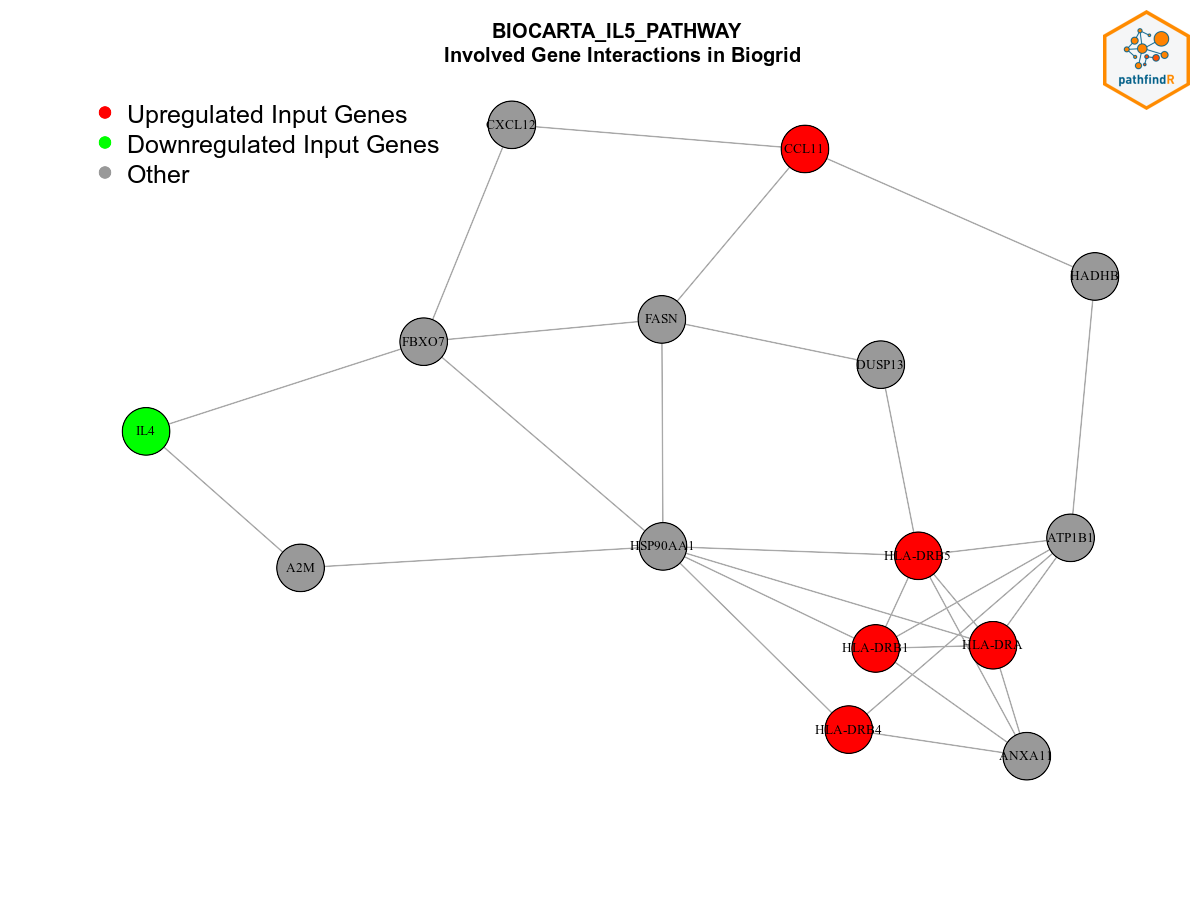 BIOCARTA_IL5_PATHWAY
Involved Gene Interactions in Biogrid
pathfindR
Upregulated Input Genes
Downregulated Input Genes
Other
CXCL12
CCL11
HADHB
FASN
FBXO7
DUSP13
IL4
HSP90AA1
ATP1B1
HLA-DRB5
A2M
HLA-DRB1
HLA-DRA
HLA-DRB4
ANXA11